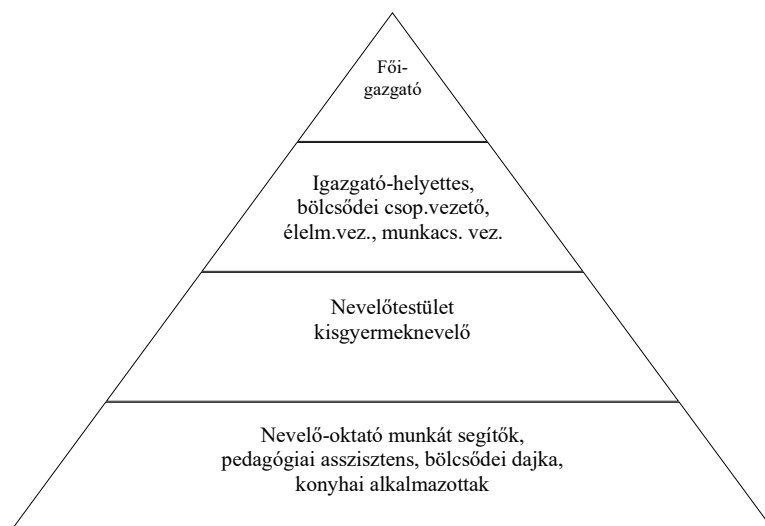 Fői-
gazgató
Igazgató-helyettes,
bölcsődei csop.vezető,
élelm.vez., munkacs. vez.
Nevelőtestület
kisgyermeknevelő
Nevelő-oktató munkát segítők,
pedagógiai asszisztens, bölcsődei dajka,
konyhai alkalmazottak